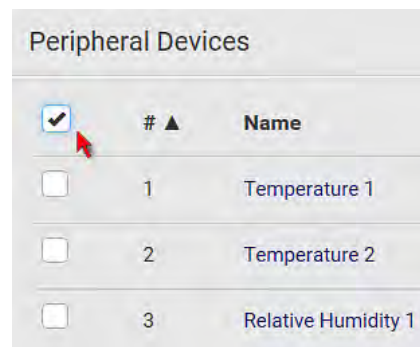 Peripheral Devices
# ▲ Name
1 Temperature 1
2 Temperature 2
3 Relative Humidity 1